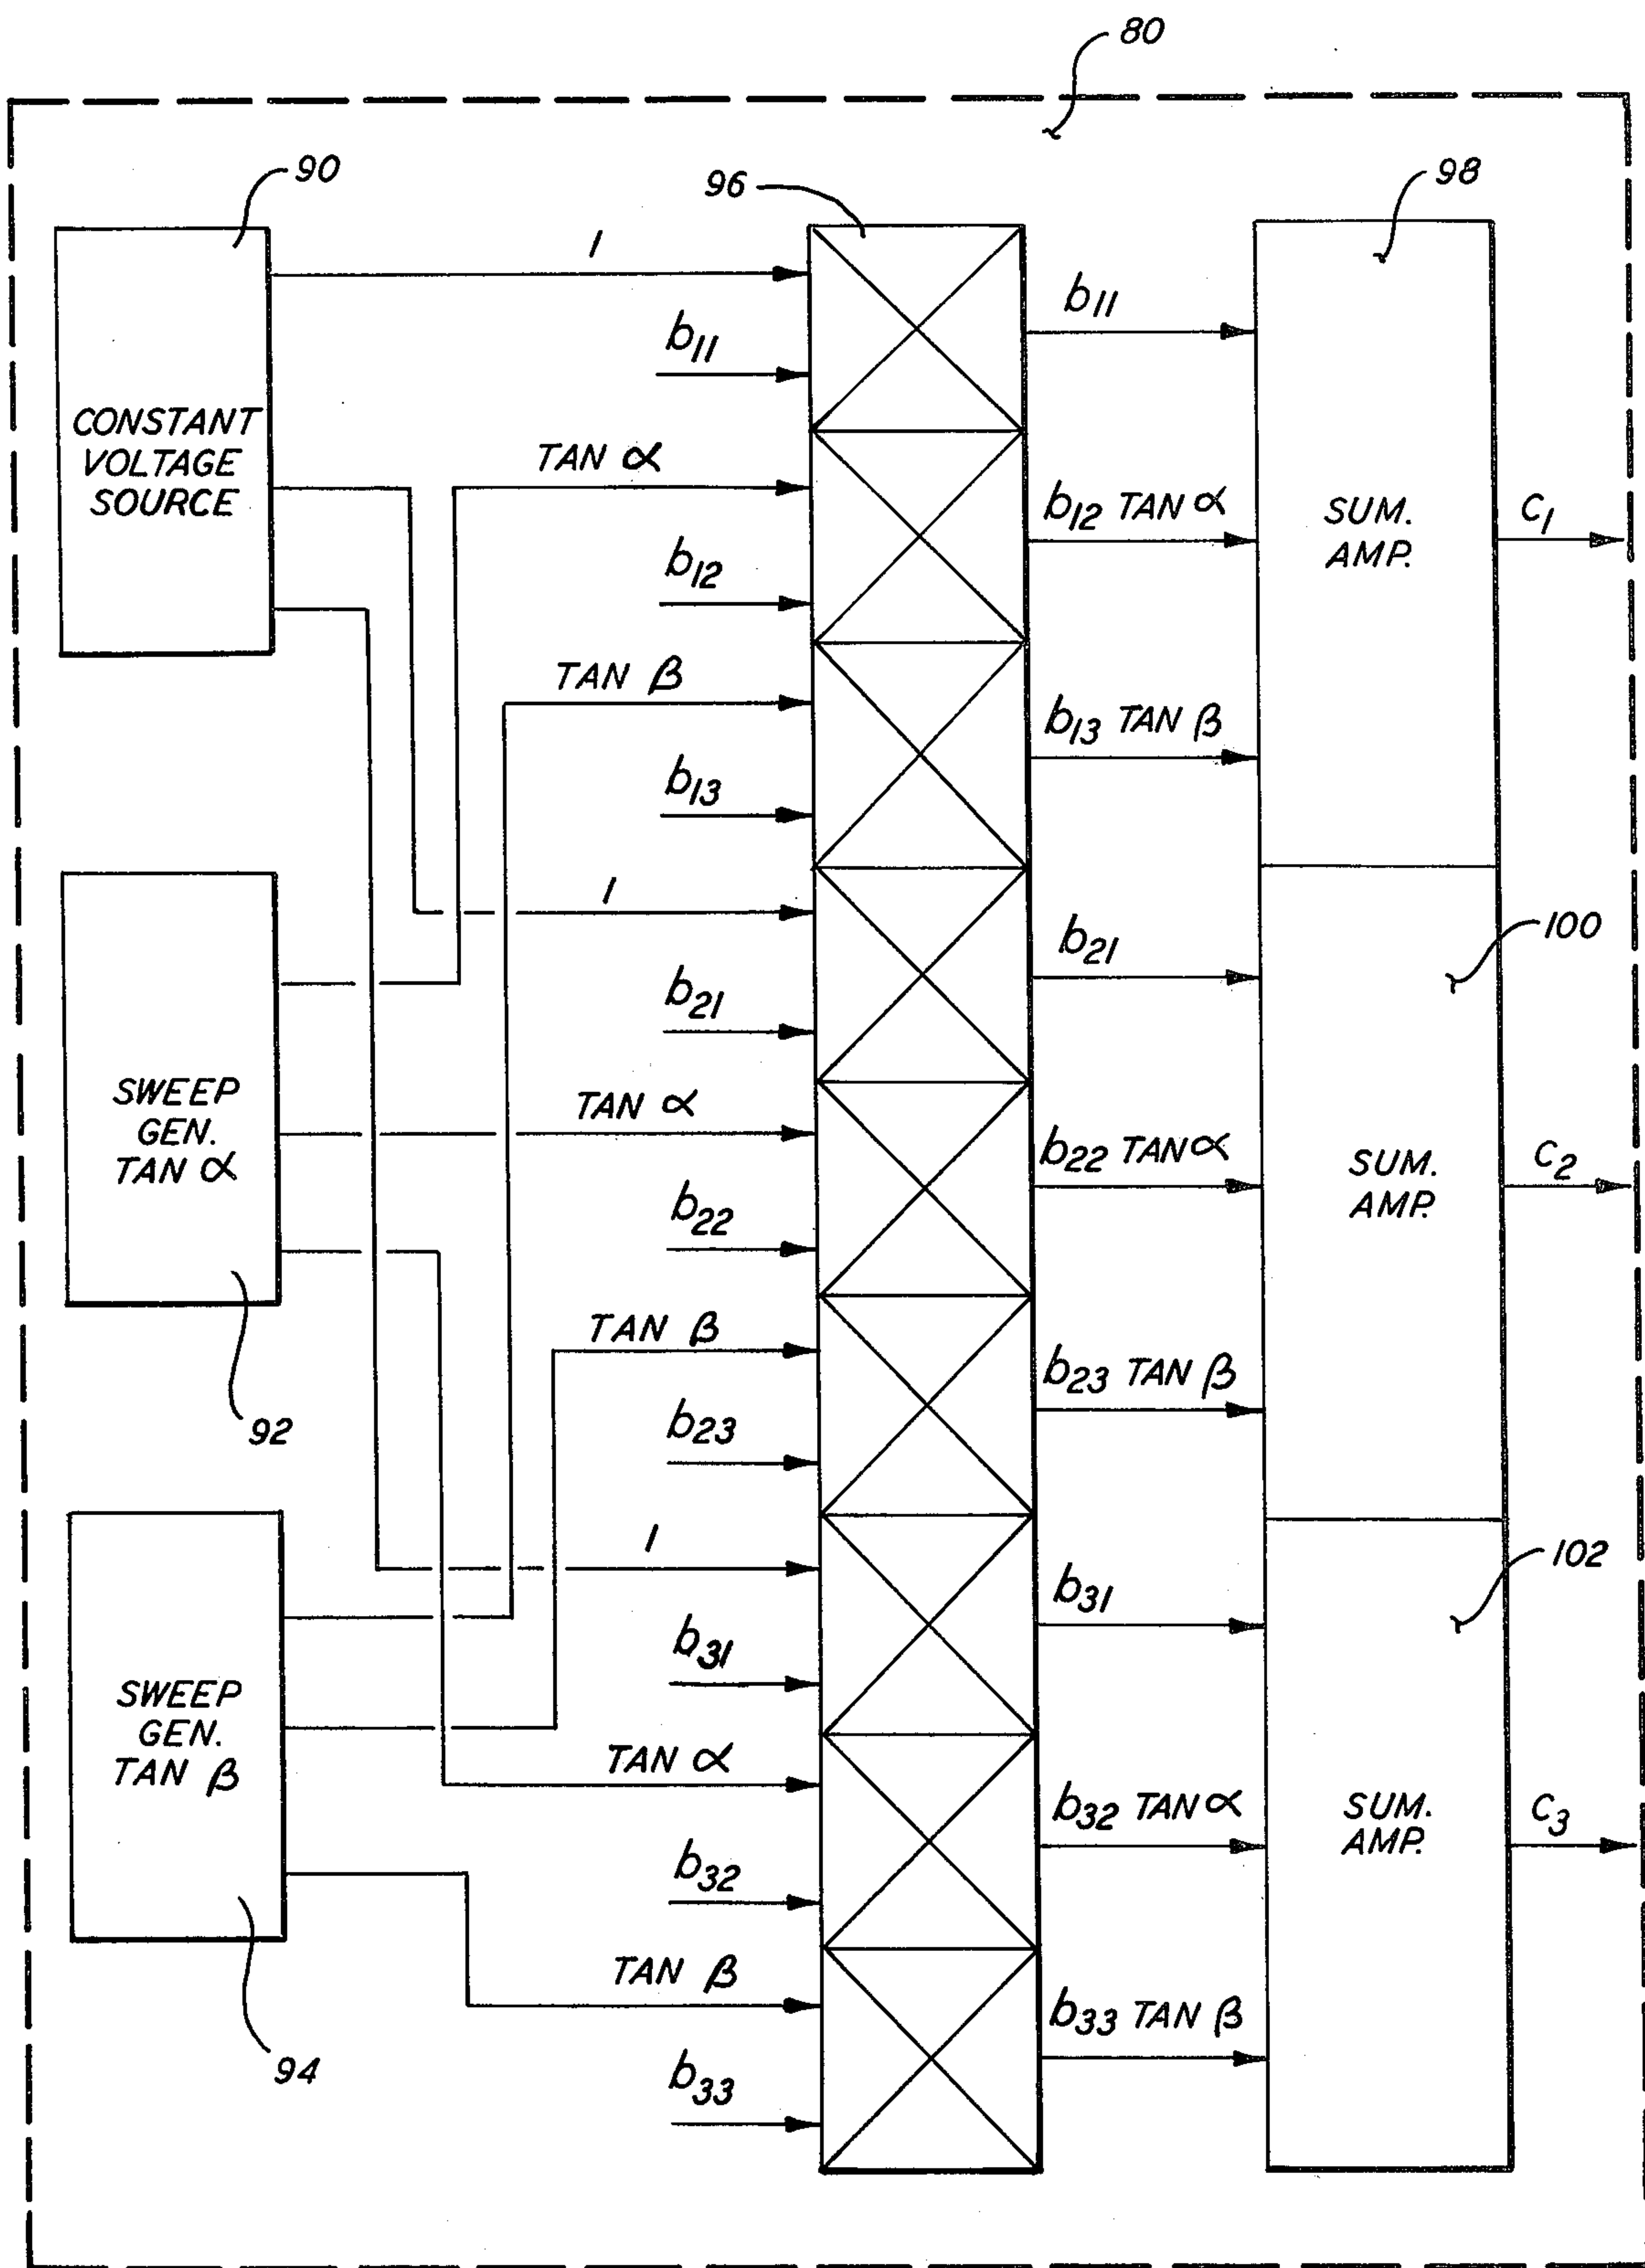 80
90
96
98
1
b11
b11
CONSTANT
VOLTAGE
SOURCE
TAN α
b12 TAN α
SUM.
AMP.
C1
b12
TAN β
b13 TAN β
b13
1
b21
100
b21
SWEEP
GEN.
TAN α
TAN α
b22 TAN α
SUM.
AMP.
C2
b22
TAN β
b23 TAN β
92
b23
1
b31
102
b31
SWEEP
GEN.
TAN β
TAN α
b32 TAN α
SUM.
AMP.
C3
b32
TAN β
b33 TAN β
94
b33